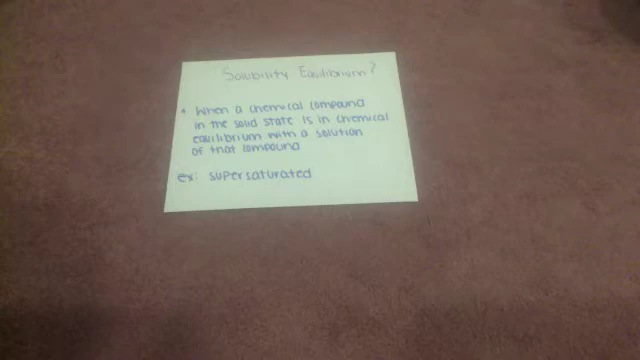 Solubility Equilibrium?
* When a chemical compound
in the solid state is in chemical
equilibrium with a solution
of that compound
ex: supersaturated